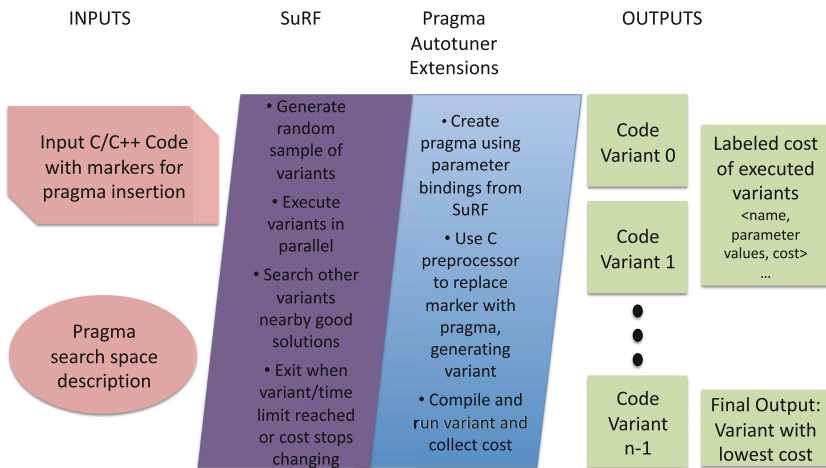 INPUTS
SuRF
Pragma
Autotuner
Extensions
OUTPUTS
Input C/C++ Code
with markers for
pragma insertion
Pragma
search space
description
• Generate
random
sample of
variants
• Execute
variants in
parallel
• Search other
variants
nearby good
solutions
• Exit when
variant/time
limit reached
or cost stops
changing
• Create
pragma using
parameter
bindings from
SuRF
• Use C
preprocessor
to replace
marker with
pragma,
generating
variant
• Compile and
run variant and
collect cost
Code
Variant 0
Code
Variant 1
Code
Variant
n-1
Labeled cost
of executed
variants
<name,
parameter
values, cost>
...
Final Output:
Variant with
lowest cost